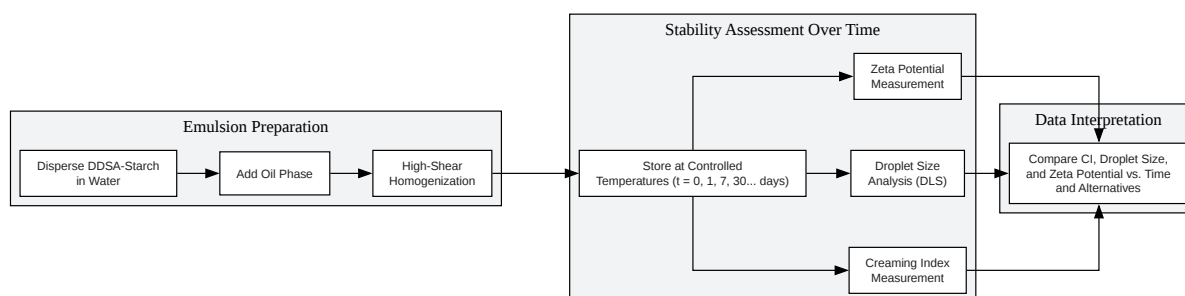 Stability Assessment Over Time
Zeta Potential
Measurement
Emulsion Preparation
Data Interpretation
Disperse DDSA-Starch
in Water
Add Oil Phase
High-Shear
Homogenization
Store at Controlled
Temperatures (t = 0, 1, 7, 30... days)
Droplet Size
Analysis (DLS)
Compare CI, Droplet Size,
and Zeta Potential vs. Time
and Alternatives
Creaming Index
Measurement